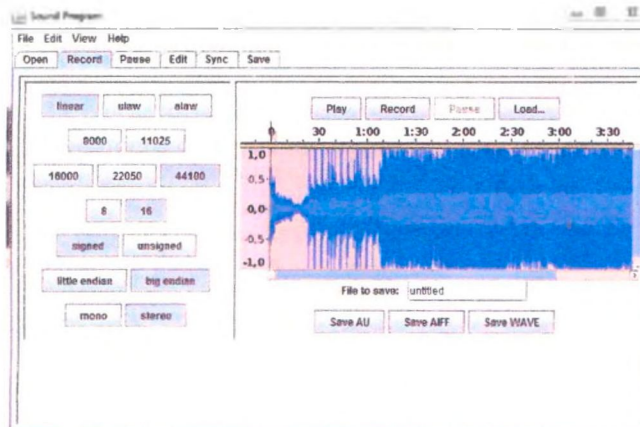 Sound Program
File Edit View Help
Open Record Pause Edit Sync Save
linear ulaw alaw
8000 11025
16000 22050 44100
8 16
signed unsigned
little endian big endian
mono stereo
Play Record Pause Load...
0 30 1:00 1:30 2:00 2:30 3:00 3:30
1,0
0,5
0,0
-0,5
-1,0
File to save: untitled
Save AU Save AIFF Save WAVE